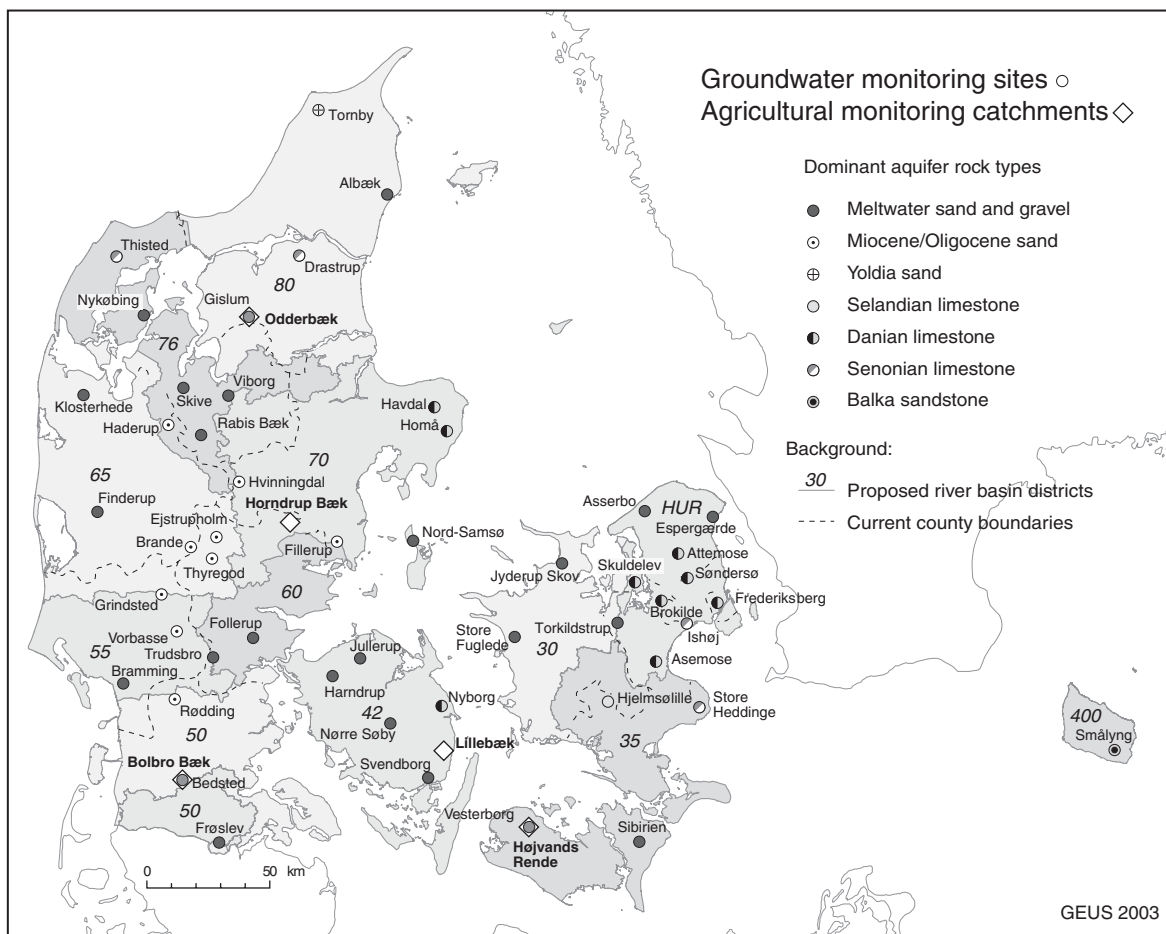 Groundwater monitoring sites
Agricultural monitoring catchments
Dominant aquifer rock types
Meltwater sand and gravel
Miocene/Oligocene sand
Yoldia sand
Selandian limestone
Danian limestone
Senonian limestone
Balka sandstone
Background:
30 Proposed river basin districts
Current county boundaries
Tornby
Albæk
Thisted
Drastrup
80
Nykøbing
Gislum
Odderbæk
76
Viborg
Skive
Klosterhede
Haderup
Rabis Bæk
Havdal
Homå
70
65
Hvinningdal
Finderup
Horndrup Bæk
Ejstrupholm
Brande
Fillerup
Thyregod
Nord-Samsø
60
Grindsted
Follerup
Vorbasse
55
Trudsbro
Bramming
Rødding
50
Bolbro Bæk
Bedsted
50
Frøslev
0 50 km
Jullerup
Harndrup
42
Nyborg
Nørre Søby
Lillebæk
Svendborg
Asserbo
HUR
Espergærde
Attemose
Skuldelev
Søndersø
Jyderup Skov
Frederiksberg
Brokilde
Store
Fuglede
Torkildstrup
30
Ishøj
Asemose
Hjelmsølille
Store
Heddinge
35
Vesterborg
Højvands
Rende
Sibirien
400
Smålyng
GEUS 2003